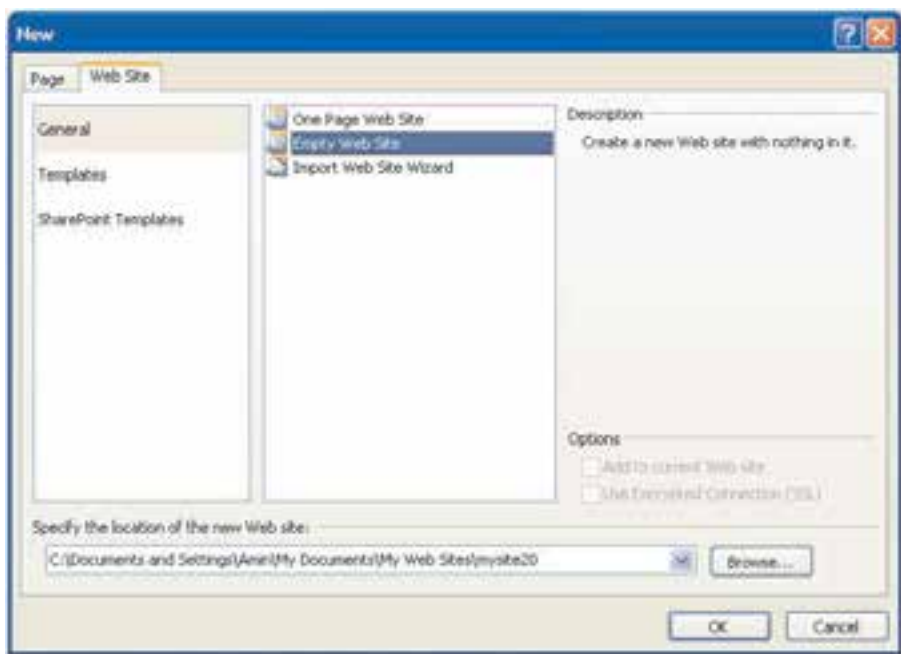 New
Page
Web Site
General
Templates
SharePoint Templates
One Page Web Site
Empty Web Site
Import Web Site Wizard
Description
Create a new Web site with nothing in it.
Options
Add to current Web site
Use Encrypted Connection (SSL)
Specify the location of the new Web site:
C:\Documents and Settings\Amin\My Documents\My Web Sites\mysite20
Browse...
OK
Cancel